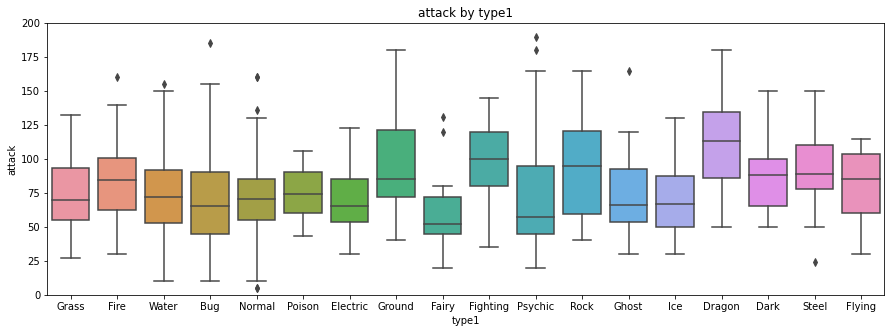 attack by type1
attack
200
175
150
125
100
75
50
25
0
Grass Fire Water Bug Normal Poison Electric Ground Fairy Fighting Psychic Rock Ghost Ice Dragon Dark Steel Flying
type1